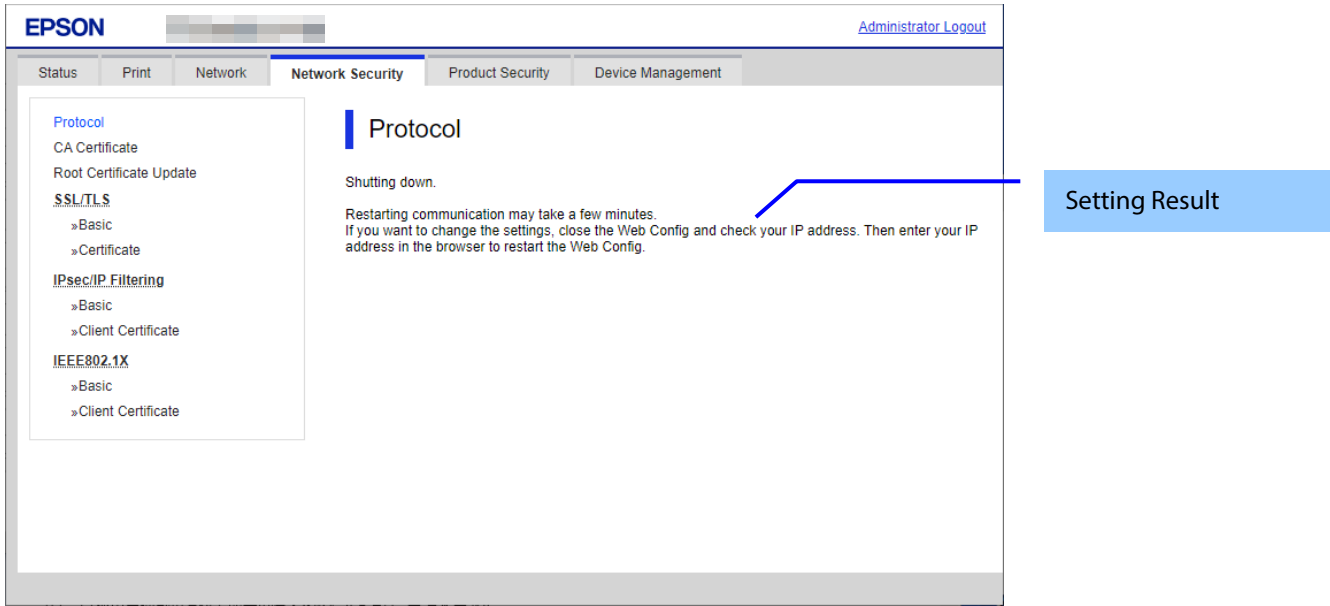 EPSON
Administrator Logout
Status Print Network Network Security Product Security Device Management
Protocol
CA Certificate
Root Certificate Update
SSL/TLS
»Basic
»Certificate
IPsec/IP Filtering
»Basic
»Client Certificate
IEEE802.1X
»Basic
»Client Certificate
Protocol
Shutting down.
Restarting communication may take a few minutes.
If you want to change the settings, close the Web Config and check your IP address. Then enter your IP
address in the browser to restart the Web Config.
Setting Result